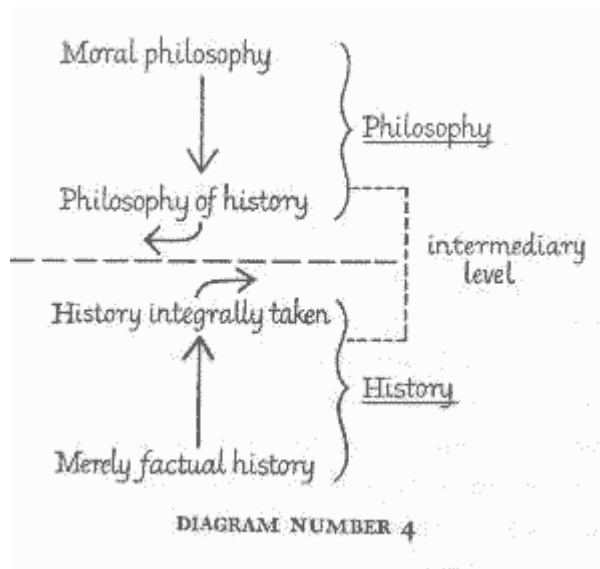 Moral philosophy
Philosophy
Philosophy of history
intermediary
level
History integrally taken
History
Merely factual history
DIAGRAM NUMBER 4